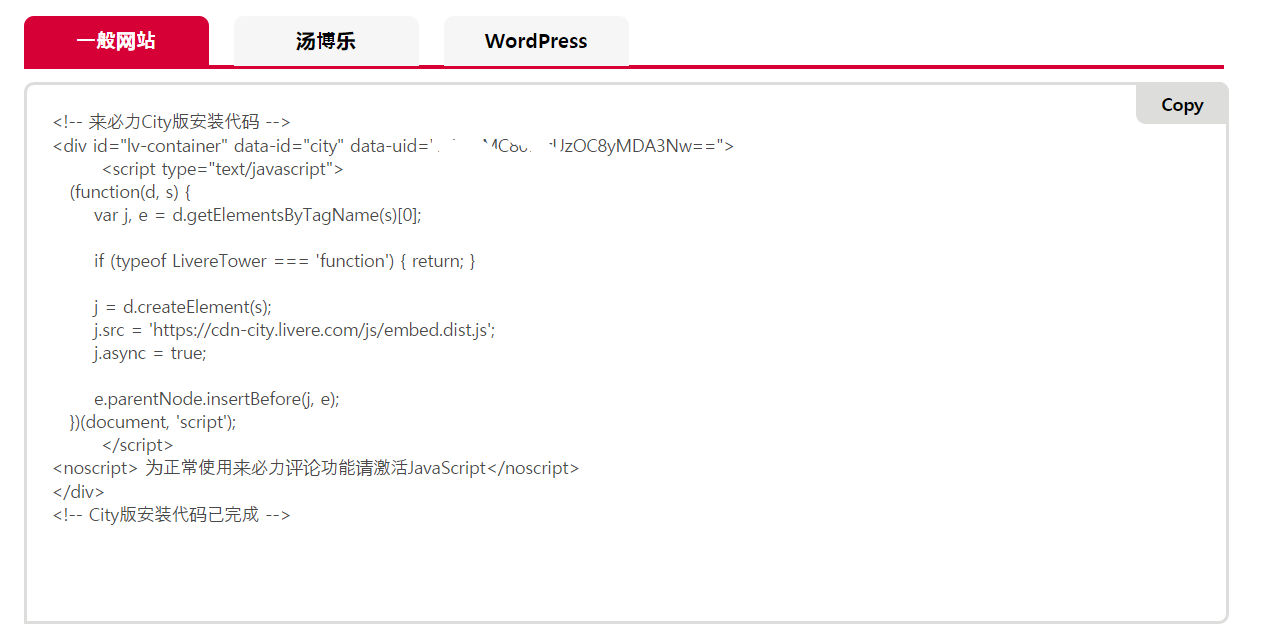 一般网站
汤博乐
WordPress
Copy
<!-- 来必力City版安装代码 -->
<div id="lv-container" data-id="city" data-uid="
<script type="text/javascript">
(function(d, s) {
var j, e = d.getElementsByTagName(s)[0];
if (typeof LivereTower === 'function') { return; }
j = d.createElement(s);
j.src = 'https://cdn-city.livere.com/js/embed.dist.js';
j.async = true;
e.parentNode.insertBefore(j, e);
})(document, 'script');
</script>
<noscript> 为正常使用来必力评论功能请激活JavaScript</noscript>
</div>
<!-- City版安装代码已完成 -->